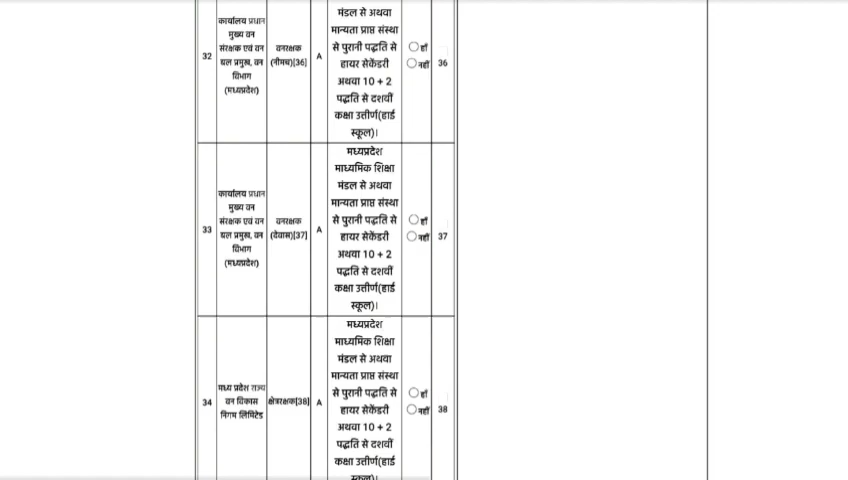 32
कार्यालय प्रधान
मुख्य वन
संरक्षक एवं वन
बल प्रमुख, वन
विभाग
(मध्यप्रदेश)
वनरक्षक
(नीमच)[36]
A
मंडल से अथवा
मान्यता प्राप्त संस्था
से पुरानी पद्धति से
हायर सेकेंडरी
अथवा 10 + 2
पद्धति से दशवीं
कक्षा उत्तीर्ण(हाई
स्कूल)।
हाँ
नहीं
36
33
कार्यालय प्रधान
मुख्य वन
संरक्षक एवं वन
बल प्रमुख, वन
विभाग
(मध्यप्रदेश)
वनरक्षक
(देवास)[37]
A
मध्यप्रदेश
माध्यमिक शिक्षा
मंडल से अथवा
मान्यता प्राप्त संस्था
से पुरानी पद्धति से
हायर सेकेंडरी
अथवा 10 + 2
पद्धति से दशवीं
कक्षा उत्तीर्ण(हाई
स्कूल)।
हाँ
नहीं
37
34
मध्य प्रदेश राज्य
वन विकास
निगम लिमिटेड
क्षेत्ररक्षक[38]
A
मध्यप्रदेश
माध्यमिक शिक्षा
मंडल से अथवा
मान्यता प्राप्त संस्था
से पुरानी पद्धति से
हायर सेकेंडरी
अथवा 10 + 2
पद्धति से दशवीं
कक्षा उत्तीर्ण(हाई
स्कूल)।
हाँ
नहीं
38